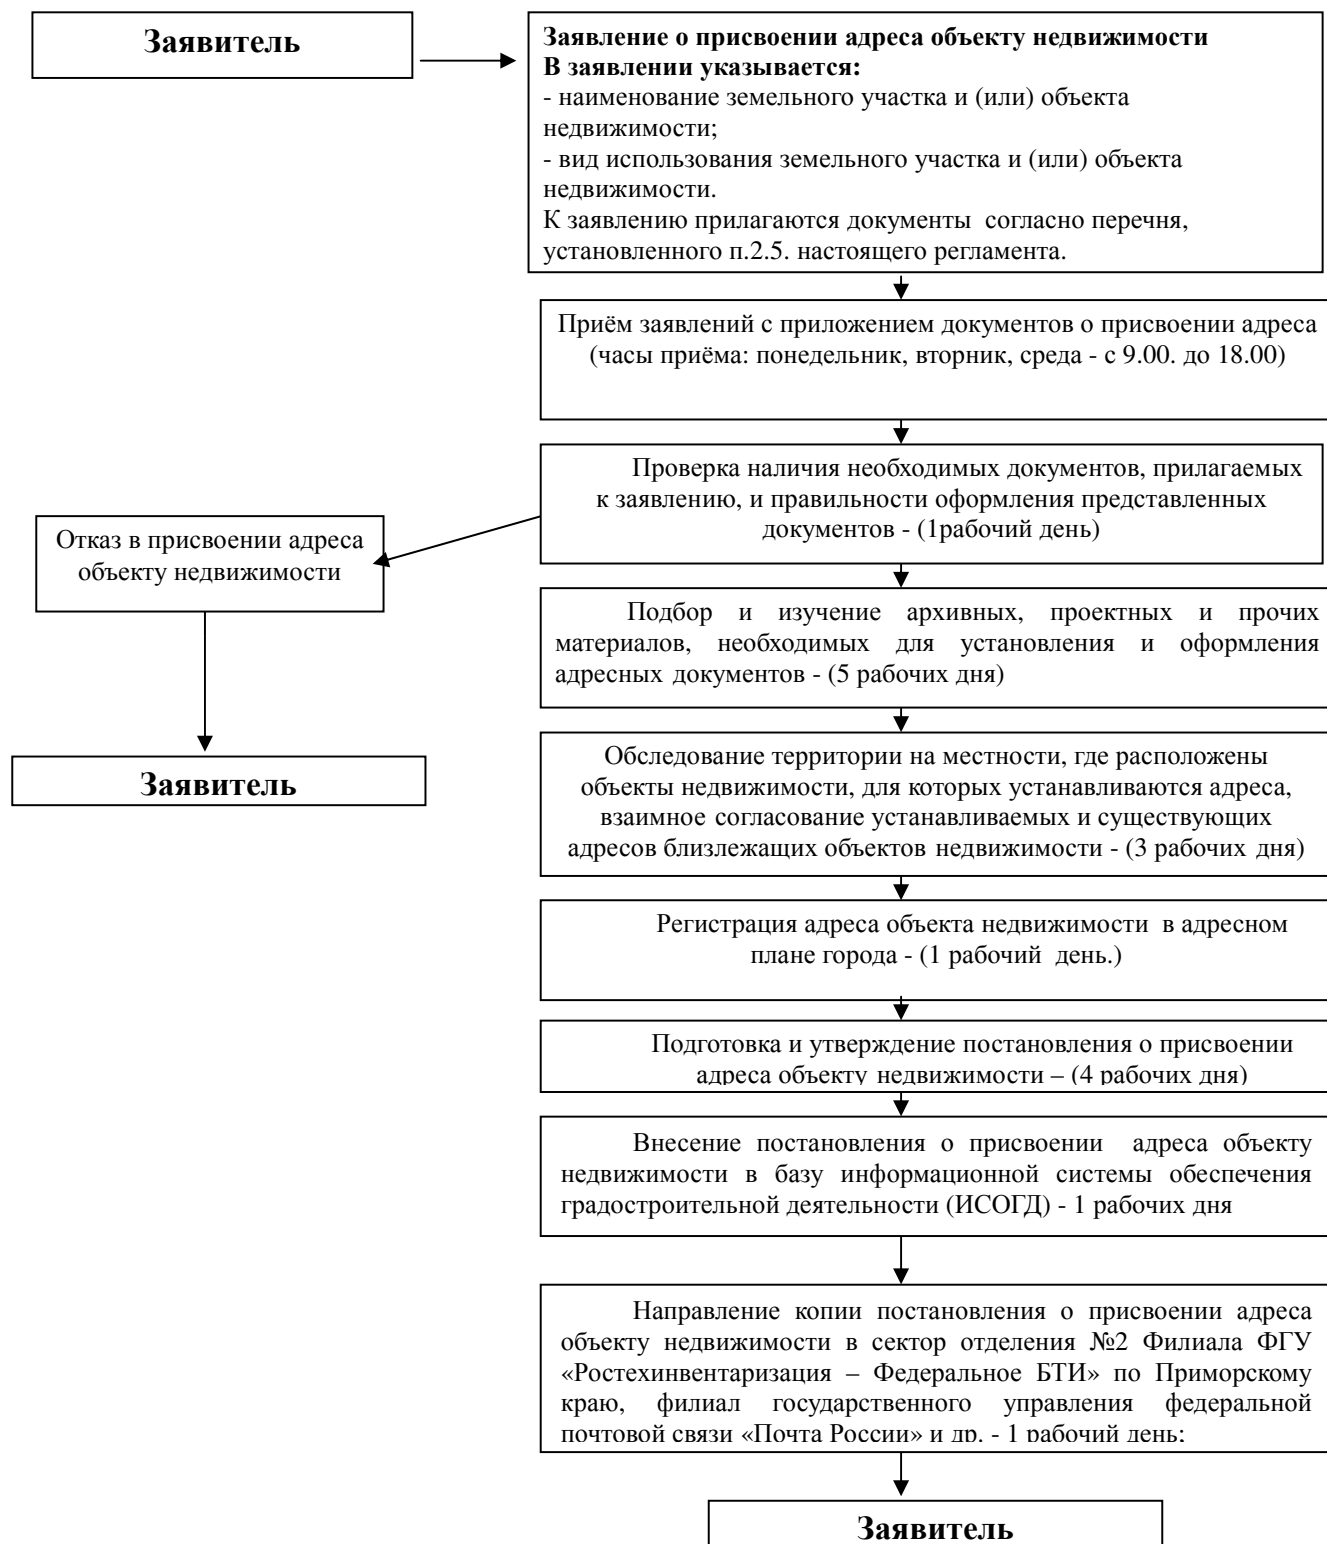 Заявитель
Заявление о присвоении адреса объекту недвижимости
В заявлении указывается:
- наименование земельного участка и (или) объекта
недвижимости;
- вид использования земельного участка и (или) объекта
недвижимости.
К заявлению прилагаются документы согласно перечня,
установленного п.2.5. настоящего регламента.
Приём заявлений с приложением документов о присвоении адреса
(часы приёма: понедельник, вторник, среда - с 9.00. до 18.00)
Проверка наличия необходимых документов, прилагаемых
к заявлению, и правильности оформления представленных
документов - (1рабочий день)
Отказ в присвоении адреса
объекту недвижимости
Подбор и изучение архивных, проектных и прочих
материалов, необходимых для установления и оформления
адресных документов - (5 рабочих дня)
Обследование территории на местности, где расположены
объекты недвижимости, для которых устанавливаются адреса,
взаимное согласование устанавливаемых и существующих
адресов близлежащих объектов недвижимости - (3 рабочих дня)
Заявитель
Регистрация адреса объекта недвижимости в адресном
плане города - (1 рабочий день.)
Подготовка и утверждение постановления о присвоении
адреса объекту недвижимости – (4 рабочих дня)
Внесение постановления о присвоении адреса объекту
недвижимости в базу информационной системы обеспечения
градостроительной деятельности (ИСОГД) - 1 рабочих дня
Направление копии постановления о присвоении адреса
объекту недвижимости в сектор отделения №2 Филиала ФГУ
«Ростехинвентаризация – Федеральное БТИ» по Приморскому
краю, филиал государственного управления федеральной
почтовой связи «Почта России» и др. - 1 рабочий день;
Заявитель